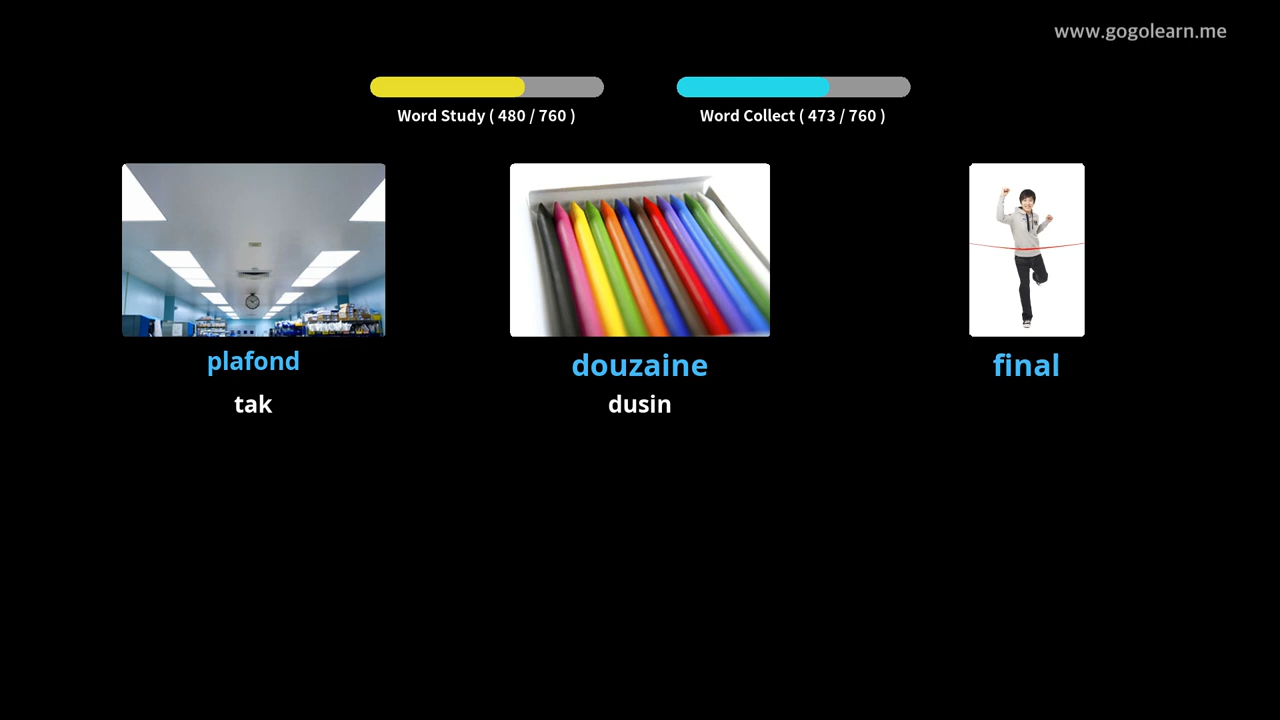 www.gogolearn.me
Word Study ( 480 / 760 )
Word Collect ( 473 / 760 )
plafond
tak
douzaine
dusin
final